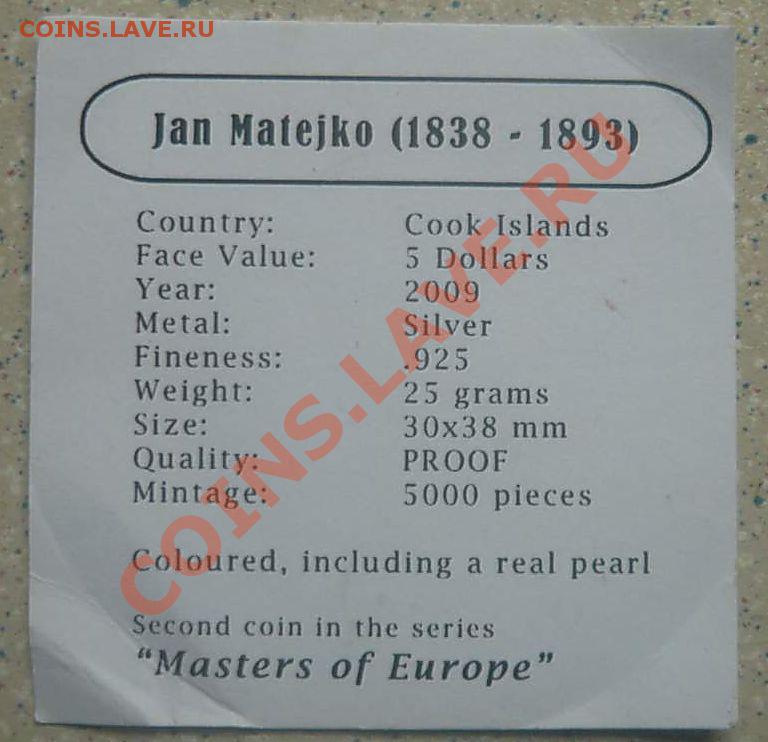 COINS.LAVE.RU
Jan Matejko (1838 - 1893)
Country: Cook Islands
Face Value: 5 Dollars
Year: 2009
Metal: Silver
Fineness: .925
Weight: 25 grams
Size: 30x38 mm
Quality: PROOF
Mintage: 5000 pieces
Coloured, including a real pearl
Second coin in the series
“Masters of Europe”
COINS.LAVE.RU